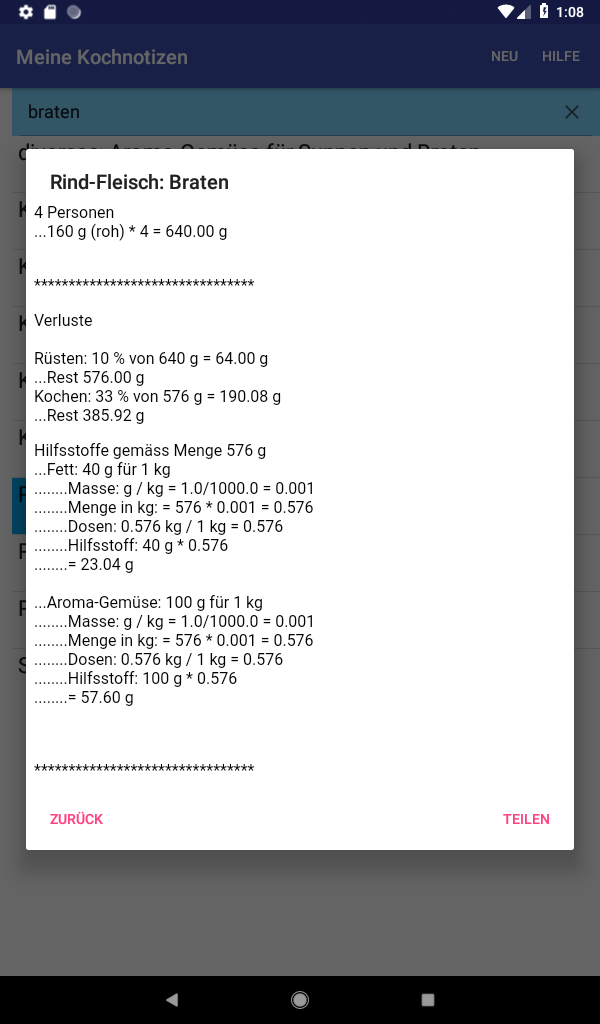 1:08
Meine Kochnotizen
NEU
HILFE
braten
Rind-Fleisch: Braten
4 Personen
...160 g (roh) * 4 = 640.00 g
********************************
Verluste
Rüsten: 10 % von 640 g = 64.00 g
...Rest 576.00 g
Kochen: 33 % von 576 g = 190.08 g
...Rest 385.92 g
Hilfsstoffe gemäss Menge 576 g
...Fett: 40 g für 1 kg
........Masse: g / kg = 1.0/1000.0 = 0.001
........Menge in kg: = 576 * 0.001 = 0.576
........Dosen: 0.576 kg / 1 kg = 0.576
........Hilfsstoff: 40 g * 0.576
........= 23.04 g
...Aroma-Gemüse: 100 g für 1 kg
........Masse: g / kg = 1.0/1000.0 = 0.001
........Menge in kg: = 576 * 0.001 = 0.576
........Dosen: 0.576 kg / 1 kg = 0.576
........Hilfsstoff: 100 g * 0.576
........= 57.60 g
********************************
ZURÜCK
TEILEN